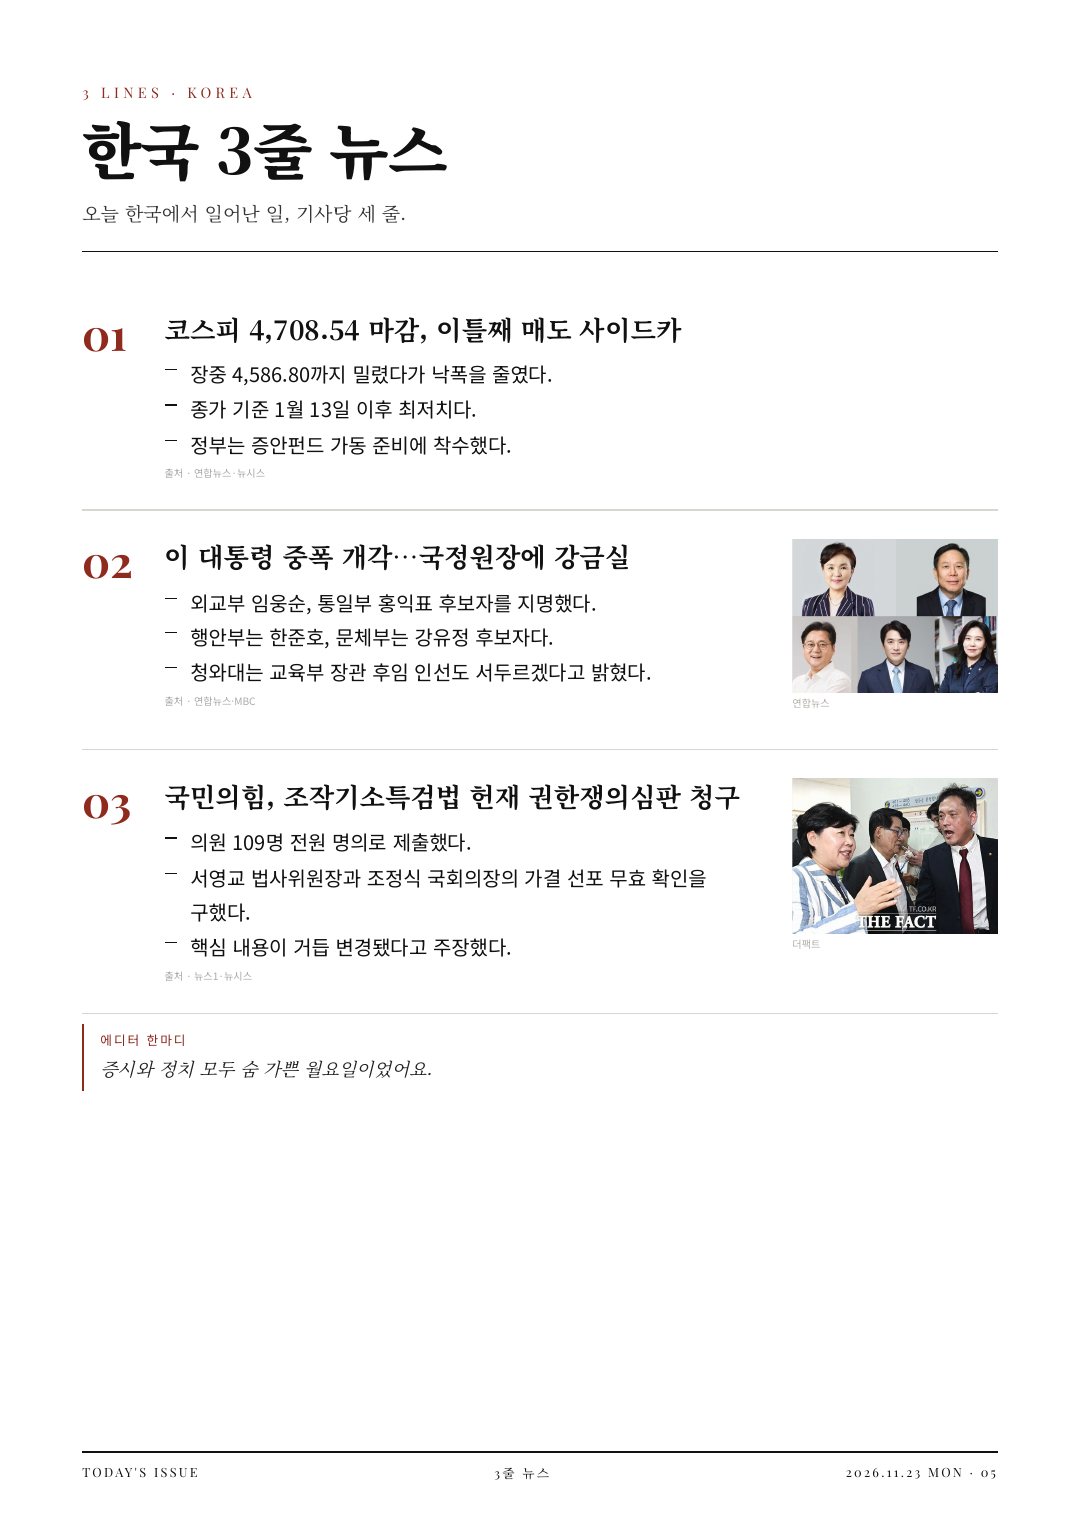 3 LINES · KOREA
한국 3줄 뉴스
오늘 한국에서 일어난 일, 기사당 세 줄.
01
코스피 4,708.54 마감, 이틀째 매도 사이드카
— 장중 4,586.80까지 밀렸다가 낙폭을 줄였다.
— 종가 기준 1월 13일 이후 최저치다.
— 정부는 증안펀드 가동 준비에 착수했다.
출처 · 연합뉴스·뉴시스
02
이 대통령 중폭 개각…국정원장에 강금실
— 외교부 임웅순, 통일부 홍익표 후보자를 지명했다.
— 행안부는 한준호, 문체부는 강유정 후보자다.
— 청와대는 교육부 장관 후임 인선도 서두르겠다고 밝혔다.
출처 · 연합뉴스·MBC
연합뉴스
03
국민의힘, 조작기소특검법 헌재 권한쟁의심판 청구
— 의원 109명 전원 명의로 제출했다.
— 서영교 법사위원장과 조정식 국회의장의 가결 선포 무효 확인을
구했다.
— 핵심 내용이 거듭 변경됐다고 주장했다.
출처 · 뉴스1·뉴시스
TF.CO.KR
THE FACT
더팩트
에디터 한마디
증시와 정치 모두 숨 가쁜 월요일이었어요.
TODAY'S ISSUE
3줄 뉴스
2026.11.23 MON · 05